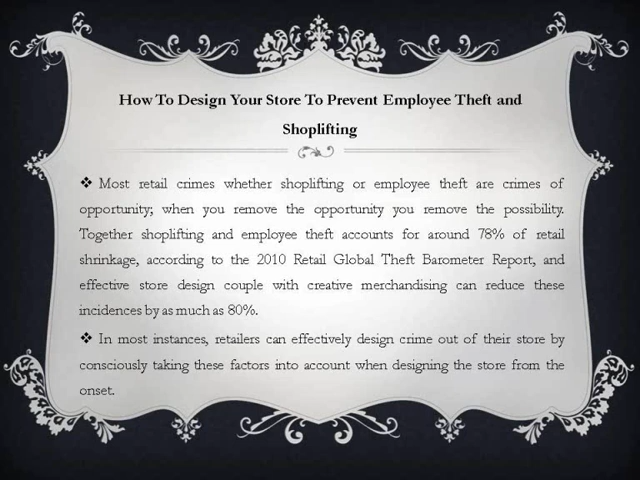 How To Design Your Store To Prevent Employee Theft and
Shoplifting
❖ Most retail crimes whether shoplifting or employee theft are crimes of
opportunity; when you remove the opportunity you remove the possibility.
Together shoplifting and employee theft accounts for around 78% of retail
shrinkage, according to the 2010 Retail Global Theft Barometer Report, and
effective store design couple with creative merchandising can reduce these
incidences by as much as 80%.
❖ In most instances, retailers can effectively design crime out of their store by
consciously taking these factors into account when designing the store from the
onset.